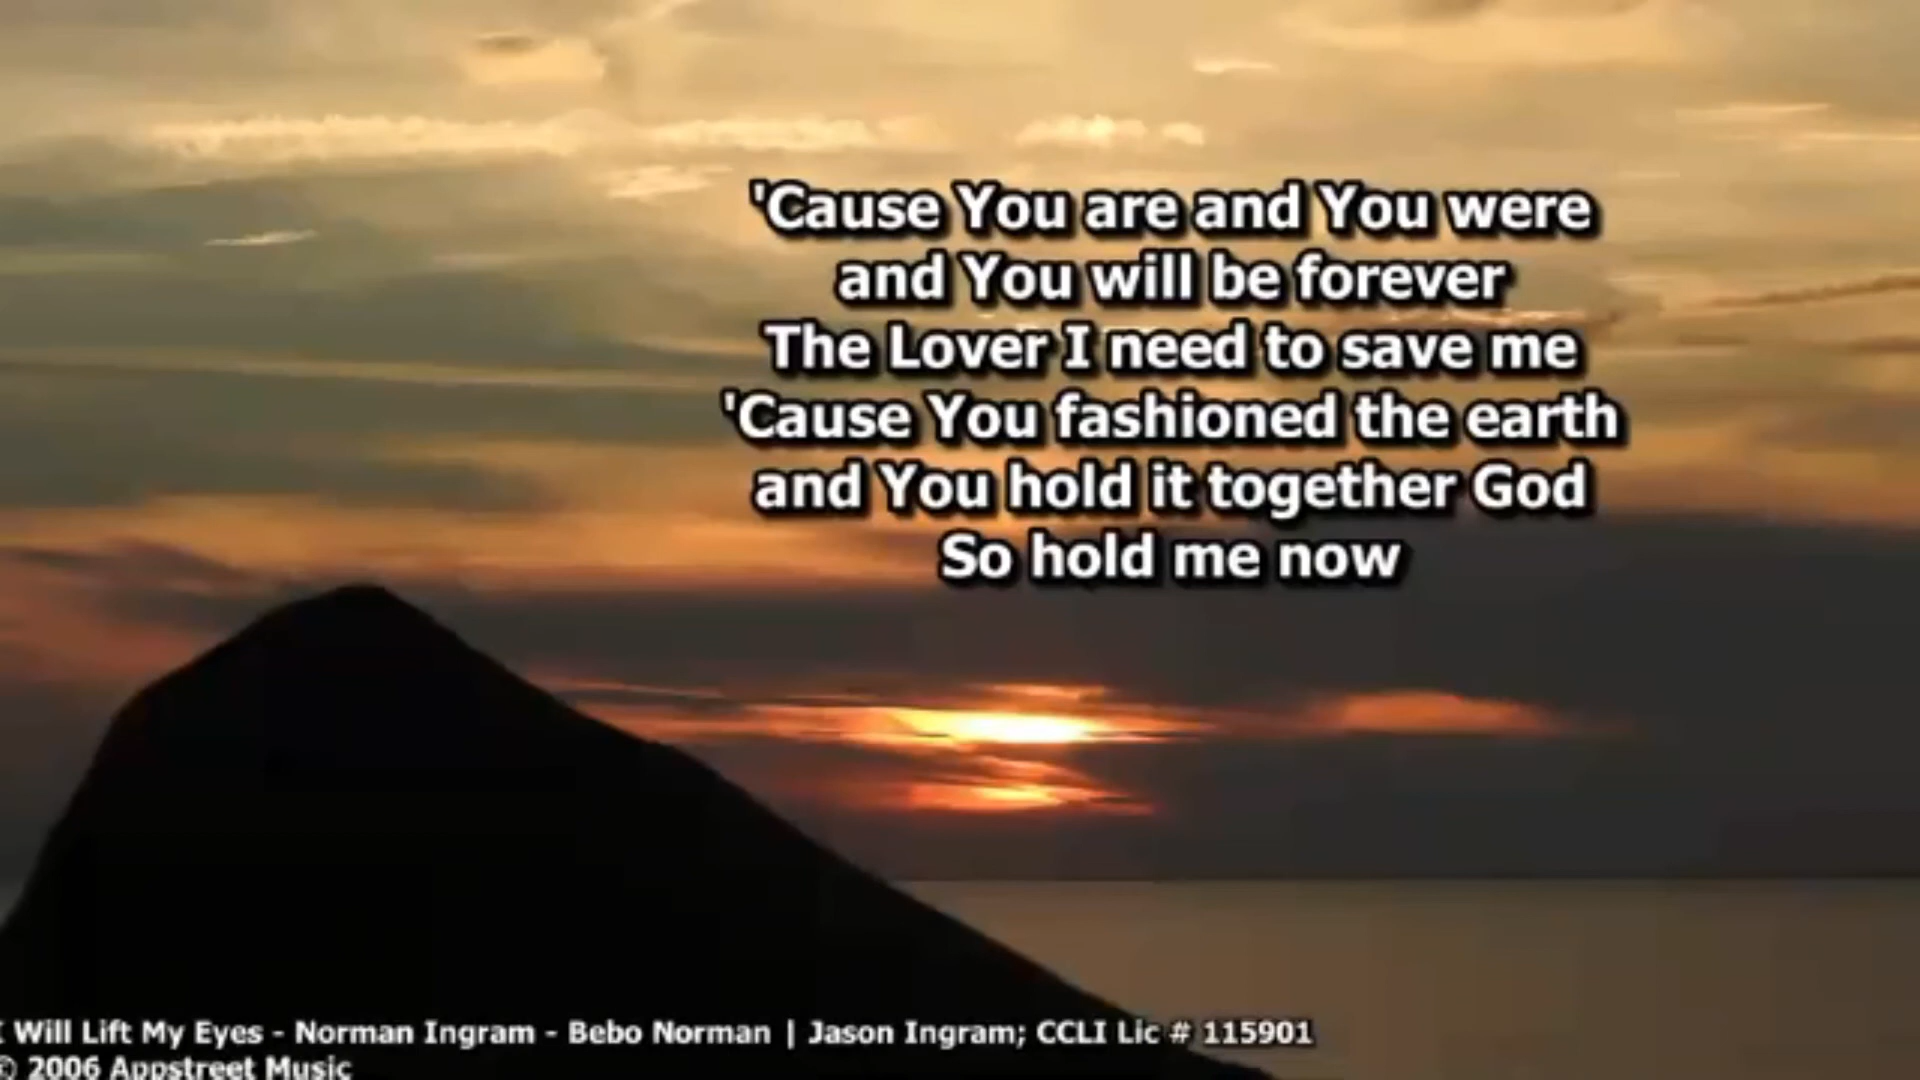 'Cause You are and You were
and You will be forever
The Lover I need to save me
'Cause You fashioned the earth
and You hold it together God
So hold me now
I Will Lift My Eyes - Norman Ingram - Bebo Norman | Jason Ingram; CCLI Lic # 115901
© 2006 Appstreet Music